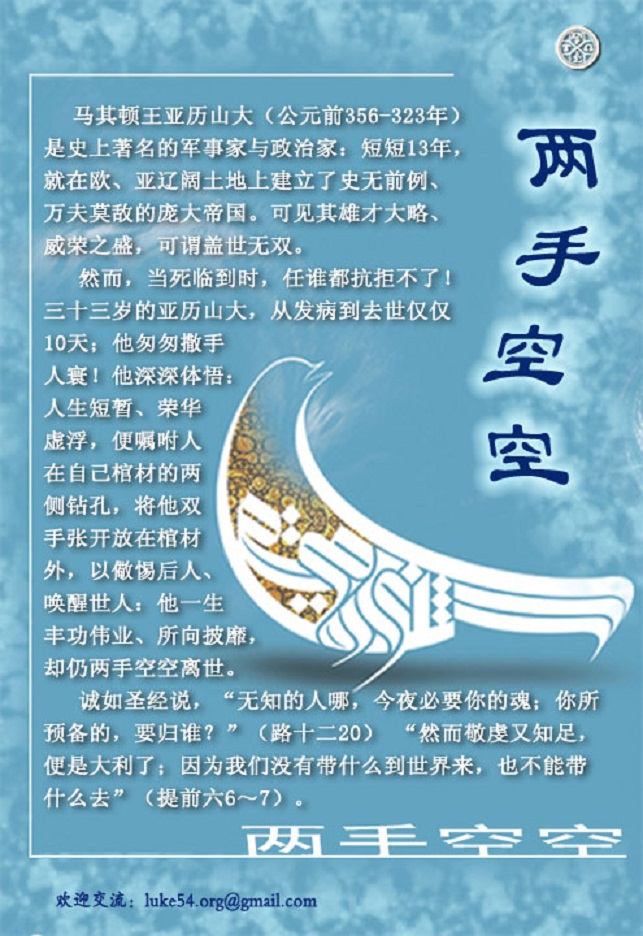 两手空空
马其顿王亚历山大（公元前356-323年）
是史上著名的军事家与政治家：短短13年，
就在欧、亚辽阔土地上建立了史无前例、
万夫莫敌的庞大帝国。可见其雄才大略、
威荣之盛，可谓盖世无双。
然而，当死临到时，任谁都抗拒不了！
三十三岁的亚历山大，从发病到去世仅仅
10天；他匆匆撒手
人寰！他深深体悟：
人生短暂、荣华
虚浮，便嘱咐人
在自己棺材的两
侧钻孔，将他双
手张开放在棺材
外，以儆惕后人、
唤醒世人：他一生
丰功伟业、所向披靡，
却仍两手空空离世。
诚如圣经说，“无知的人哪，今夜必要你的魂；你所
预备的，要归谁？”（路十二20） “然而敬虔又知足，
便是大利了；因为我们没有带什么到世界来，也不能带
什么去”（提前六6～7）。
两手空空
欢迎交流：luke54.org@gmail.com